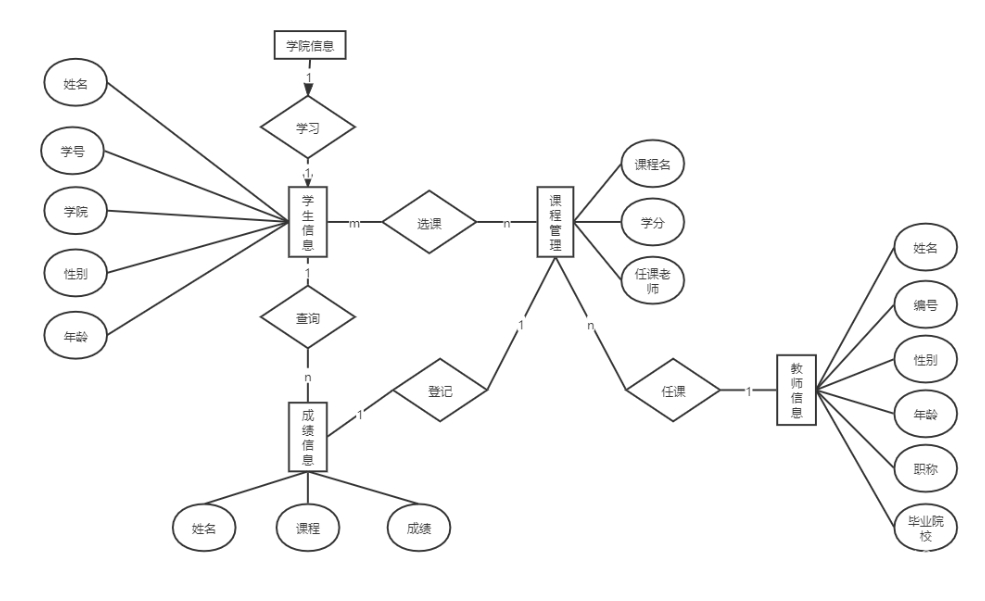 学院信息
1
学习
1
姓名
学号
学院
性别
年龄
学
生
信
息
m
选课
n
课
程
管
理
课程名
学分
任课老
师
1
查询
n
1
登记
1
n
任课
1
教
师
信
息
姓名
编号
性别
年龄
职称
毕业院
校
成
绩
信
息
姓名
课程
成绩